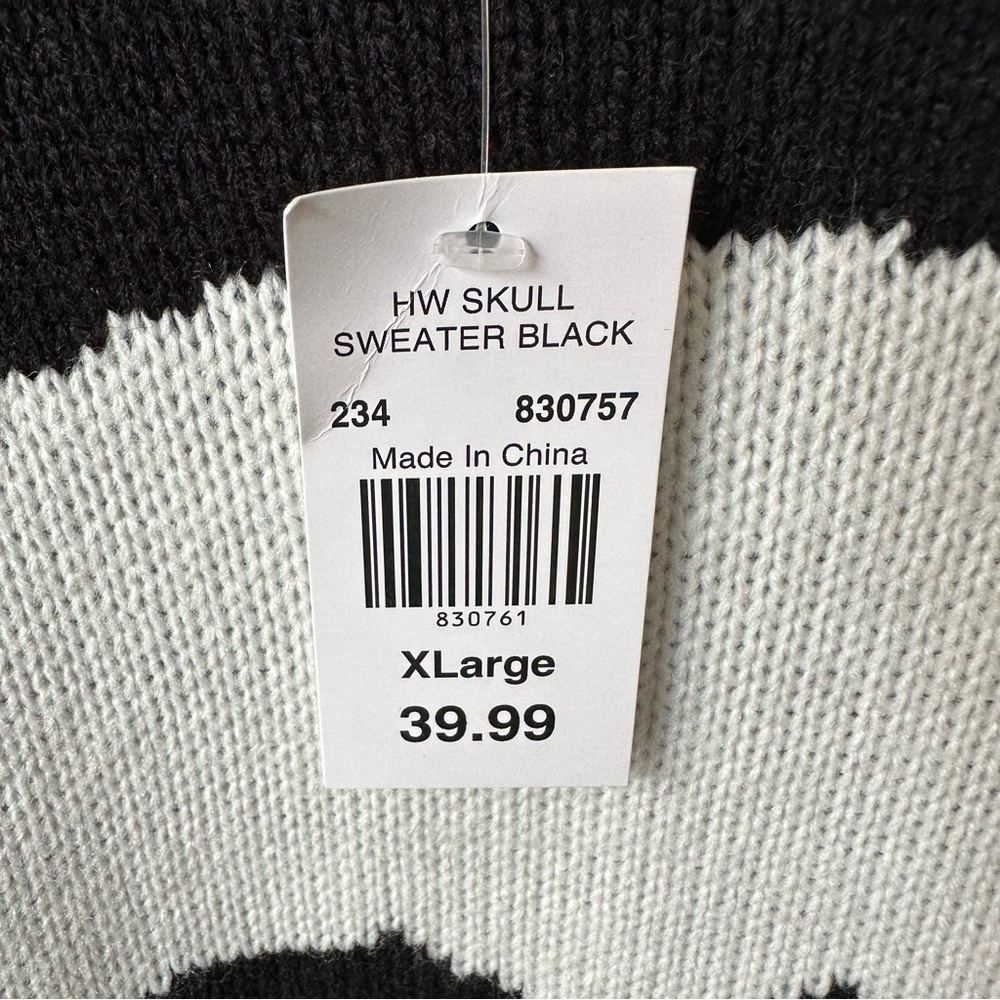 HW SKULL
SWEATER BLACK
234 830757
Made In China
830761
XLarge
39.99